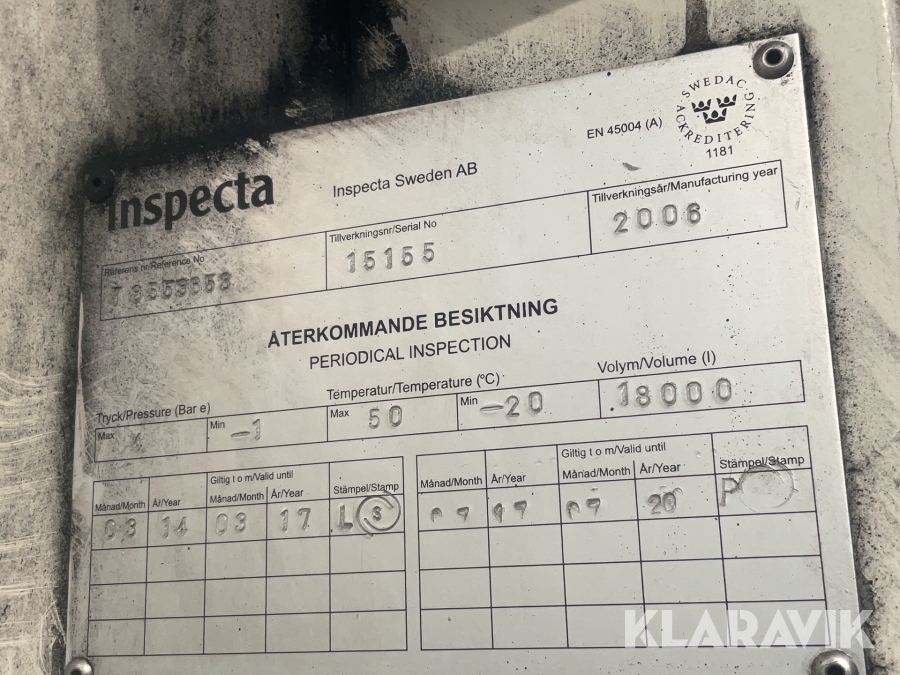 SWEDAC
ACKREDITERING
1181
EN 45004 (A)
Inspecta
Inspecta Sweden AB
Referens nr/Reference No
Tillverkningsnr/Serial No
15155
Tillverkningsår/Manufacturing year
2006
ÅTERKOMMANDE BESIKTNING
PERIODICAL INSPECTION
Tryck/Pressure (Bar e)
Temperatur/Temperature (°C)
Volym/Volume (l)
Max
Min -1
Max 50
Min -20
18000
Månad/Month År/Year Giltig t o m/Valid until Månad/Month År/Year Stämpel/Stamp
03 14 03 17 L S
Månad/Month År/Year Giltig t o m/Valid until Månad/Month År/Year Stämpel/Stamp
20 P
KLARAVIK